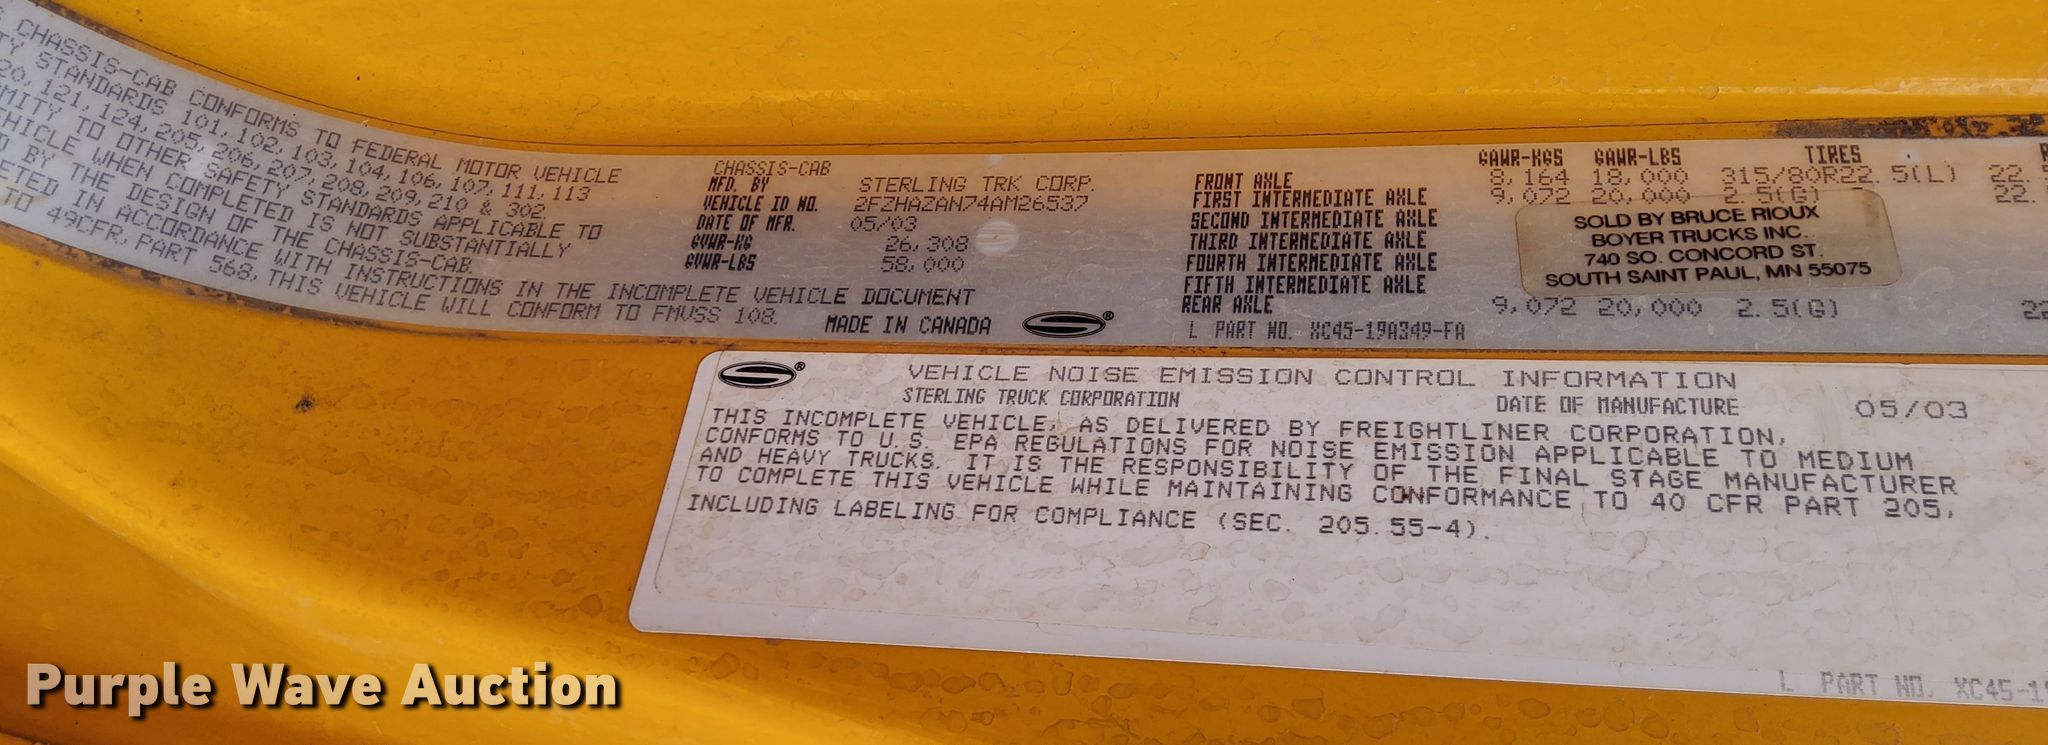 CHASSIS-CAB CONFORMS TO FEDERAL MOTOR VEHICLE
STANDARDS 101, 102, 103, 104, 106, 107, 111, 113
121, 124, 205, 206, 207, 208, 209, 210 & 302
TO OTHER SAFETY STANDARDS APPLICABLE TO
WHEN COMPLETED IS NOT SUBSTANTIALLY
BY THE DESIGN OF THE CHASSIS-CAB.
IN ACCORDANCE WITH INSTRUCTIONS IN THE INCOMPLETE VEHICLE DOCUMENT
TO 49CFR, PART 568, THIS VEHICLE WILL CONFORM TO FMVSS 108.
MADE IN CANADA
CHASSIS-CAB
MFD. BY STERLING TRK CORP.
VEHICLE ID NO. 2FZHAZAN74AM26537
DATE OF MFR. 05/03
GVWR-KG 26,308
GVWR-LBS 58,000
GAWR-KGS GAWR-LBS TIRES
FRONT AXLE 8,164 18,000 315/80R22.5(L)
FIRST INTERMEDIATE AXLE 9,072 20,000 2.5(G)
SECOND INTERMEDIATE AXLE
THIRD INTERMEDIATE AXLE
FOURTH INTERMEDIATE AXLE
FIFTH INTERMEDIATE AXLE
REAR AXLE 9,072 20,000 2.5(G)
L PART NO. XC45-19A349-FA
SOLD BY BRUCE RIOUX
BOYER TRUCKS INC.
740 SO. CONCORD ST.
SOUTH SAINT PAUL, MN 55075
VEHICLE NOISE EMISSION CONTROL INFORMATION
STERLING TRUCK CORPORATION DATE OF MANUFACTURE 05/03
THIS INCOMPLETE VEHICLE, AS DELIVERED BY FREIGHTLINER CORPORATION,
CONFORMS TO U.S. EPA REGULATIONS FOR NOISE EMISSION APPLICABLE TO MEDIUM
AND HEAVY TRUCKS. IT IS THE RESPONSIBILITY OF THE FINAL STAGE MANUFACTURER
TO COMPLETE THIS VEHICLE WHILE MAINTAINING CONFORMANCE TO 40 CFR PART 205,
INCLUDING LABELING FOR COMPLIANCE (SEC. 205.55-4).
L PART NO. XC45-19
Purple Wave Auction